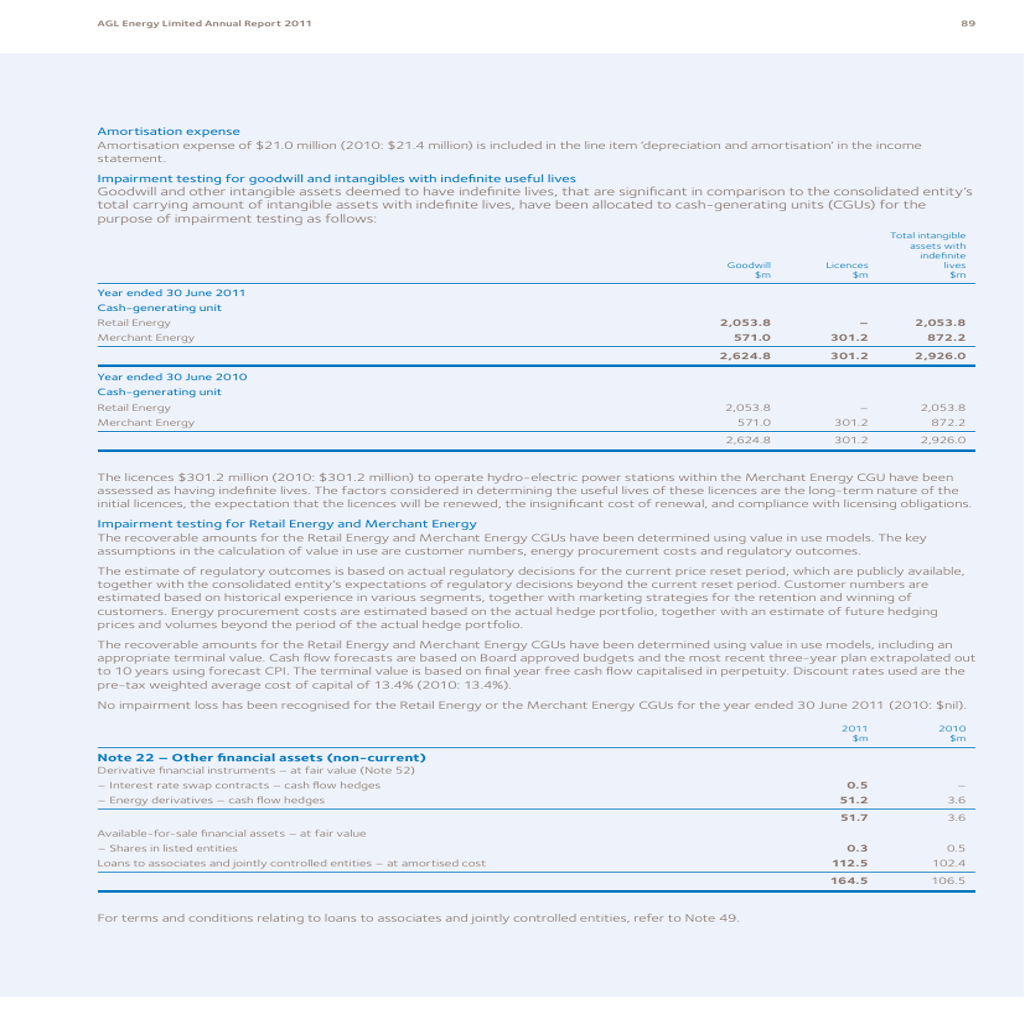 AGL Energy Limited Annual Report 2011 89
Amortisation expense
Amortisation expense of $21.0 million (2010: $21.4 million) is included in the line item ‘depreciation and amortisation’ in the income
statement.
Impairment testing for goodwill and intangibles with indefinite useful lives
Goodwill and other intangible assets deemed to have indefinite lives, that are significant in comparison to the consolidated entity’s
total carrying amount of intangible assets with indefinite lives, have been allocated to cash-generating units (CGUs) for the
purpose of impairment testing as follows:
Total intangible
assets with
indefinite
Goodwill Licences lives
$m $m $m
Year ended 30 June 2011
Cash-generating unit
Retail Energy 2,053.8 – 2,053.8
Merchant Energy 571.0 301.2 872.2
2,624.8 301.2 2,926.0
Year ended 30 June 2010
Cash-generating unit
Retail Energy 2,053.8 – 2,053.8
Merchant Energy 571.0 301.2 872.2
2,624.8 301.2 2,926.0
The licences $301.2 million (2010: $301.2 million) to operate hydro-electric power stations within the Merchant Energy CGU have been
assessed as having indefinite lives. The factors considered in determining the useful lives of these licences are the long-term nature of the
initial licences, the expectation that the licences will be renewed, the insignificant cost of renewal, and compliance with licensing obligations.
Impairment testing for Retail Energy and Merchant Energy
The recoverable amounts for the Retail Energy and Merchant Energy CGUs have been determined using value in use models. The key
assumptions in the calculation of value in use are customer numbers, energy procurement costs and regulatory outcomes.
The estimate of regulatory outcomes is based on actual regulatory decisions for the current price reset period, which are publicly available,
together with the consolidated entity’s expectations of regulatory decisions beyond the current reset period. Customer numbers are
estimated based on historical experience in various segments, together with marketing strategies for the retention and winning of
customers. Energy procurement costs are estimated based on the actual hedge portfolio, together with an estimate of future hedging
prices and volumes beyond the period of the actual hedge portfolio.
The recoverable amounts for the Retail Energy and Merchant Energy CGUs have been determined using value in use models, including an
appropriate terminal value. Cash flow forecasts are based on Board approved budgets and the most recent three-year plan extrapolated out
to 10 years using forecast CPI. The terminal value is based on final year free cash flow capitalised in perpetuity. Discount rates used are the
pre-tax weighted average cost of capital of 13.4% (2010: 13.4%).
No impairment loss has been recognised for the Retail Energy or the Merchant Energy CGUs for the year ended 30 June 2011 (2010: $nil).
2011 2010
$m $m
Note 22 – Other financial assets (non-current)
Derivative financial instruments – at fair value (Note 52)
– Interest rate swap contracts – cash flow hedges 0.5 –
– Energy derivatives – cash flow hedges 51.2 3.6
51.7 3.6
Available-for-sale financial assets – at fair value
– Shares in listed entities 0.3 0.5
Loans to associates and jointly controlled entities – at amortised cost 112.5 102.4
164.5 106.5
For terms and conditions relating to loans to associates and jointly controlled entities, refer to Note 49.